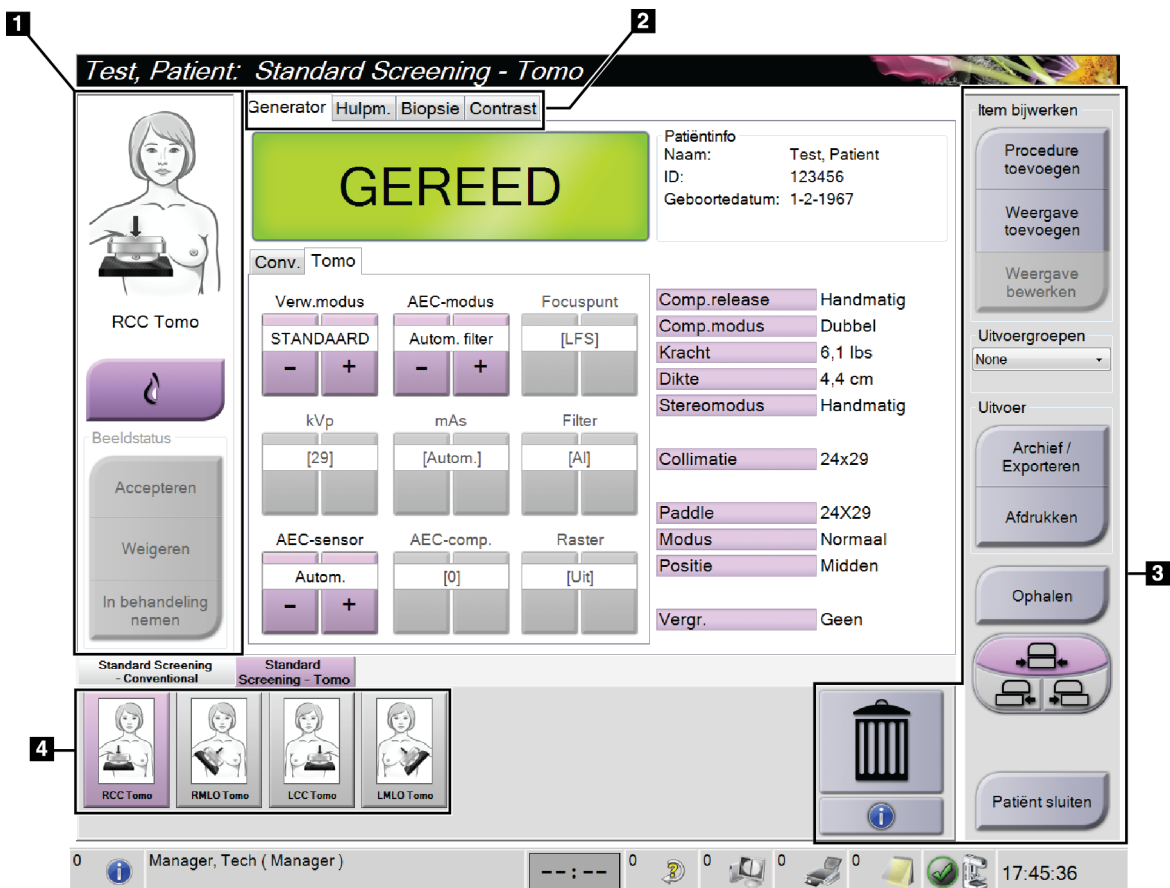 1
2
Test, Patient: Standard Screening - Tomo
Generator Hulpm. Biopsie Contrast
GEREED
Patiëntinfo
Naam: Test, Patient
ID: 123456
Geboortedatum: 1-2-1967
RCC Tomo
Beeldstatus
Accepteren
Weigeren
In behandeling
nemen
Conv. Tomo
Verw.modus AEC-modus Focuspunt
STANDAARD Autom. filter [LFS]
- + - +
kVp mAs Filter
[29] [Autom.] [Al]
AEC-sensor AEC-comp. Raster
Autom. [0] [Uit]
- +
Comp.release Handmatig
Comp.modus Dubbel
Kracht 6,1 lbs
Dikte 4,4 cm
Stereomodus Handmatig
Collimatie 24x29
Paddle 24X29
Modus Normaal
Positie Midden
Vergr. Geen
Item bijwerken
Procedure
toevoegen
Weergave
toevoegen
Weergave
bewerken
Uitvoergroepen
None
Uitvoer
Archief /
Exporteren
Afdrukken
3
Ophalen
Patiënt sluiten
Standard Screening
- Conventional
Standard
Screening - Tomo
4
RCC Tomo
RMLO Tomo
LCC Tomo
LMLO Tomo
0 Manager, Tech ( Manager ) --:-- 0 0 0 0 17:45:36